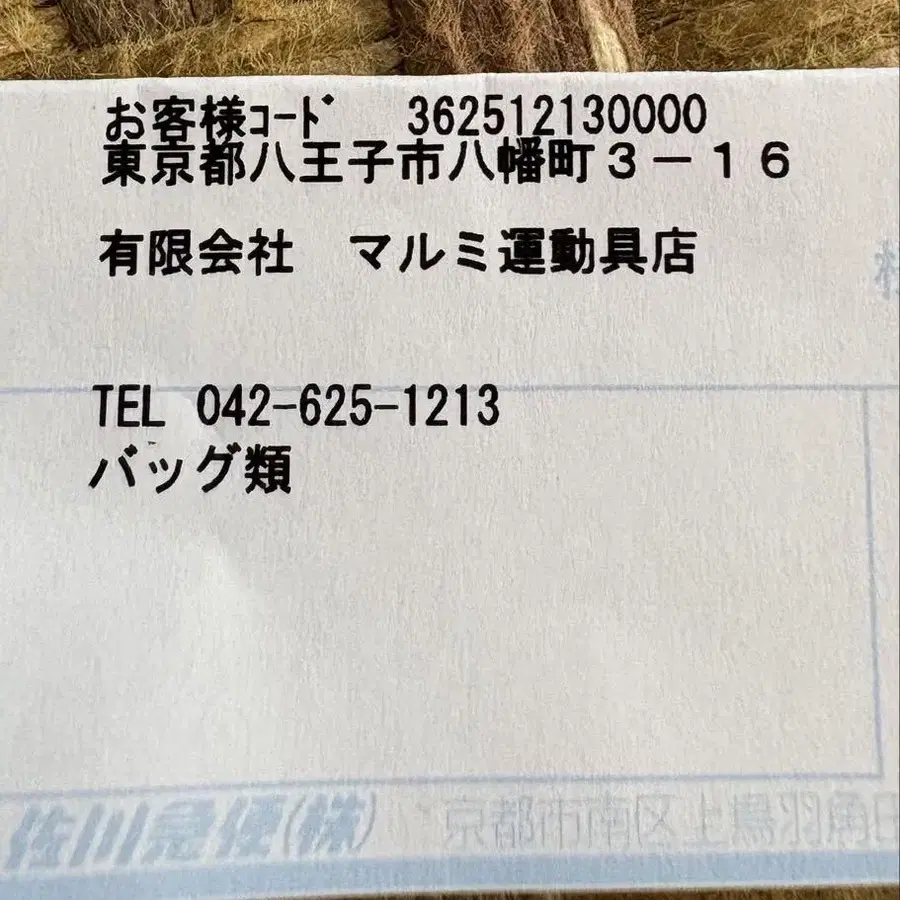 お客様ｺｰﾄﾞ　362512130000
東京都八王子市八幡町３－１６
有限会社　マルミ運動具店
様
TEL 042-625-1213
バッグ類
佐川急便(株)　京都市南区上鳥羽角田